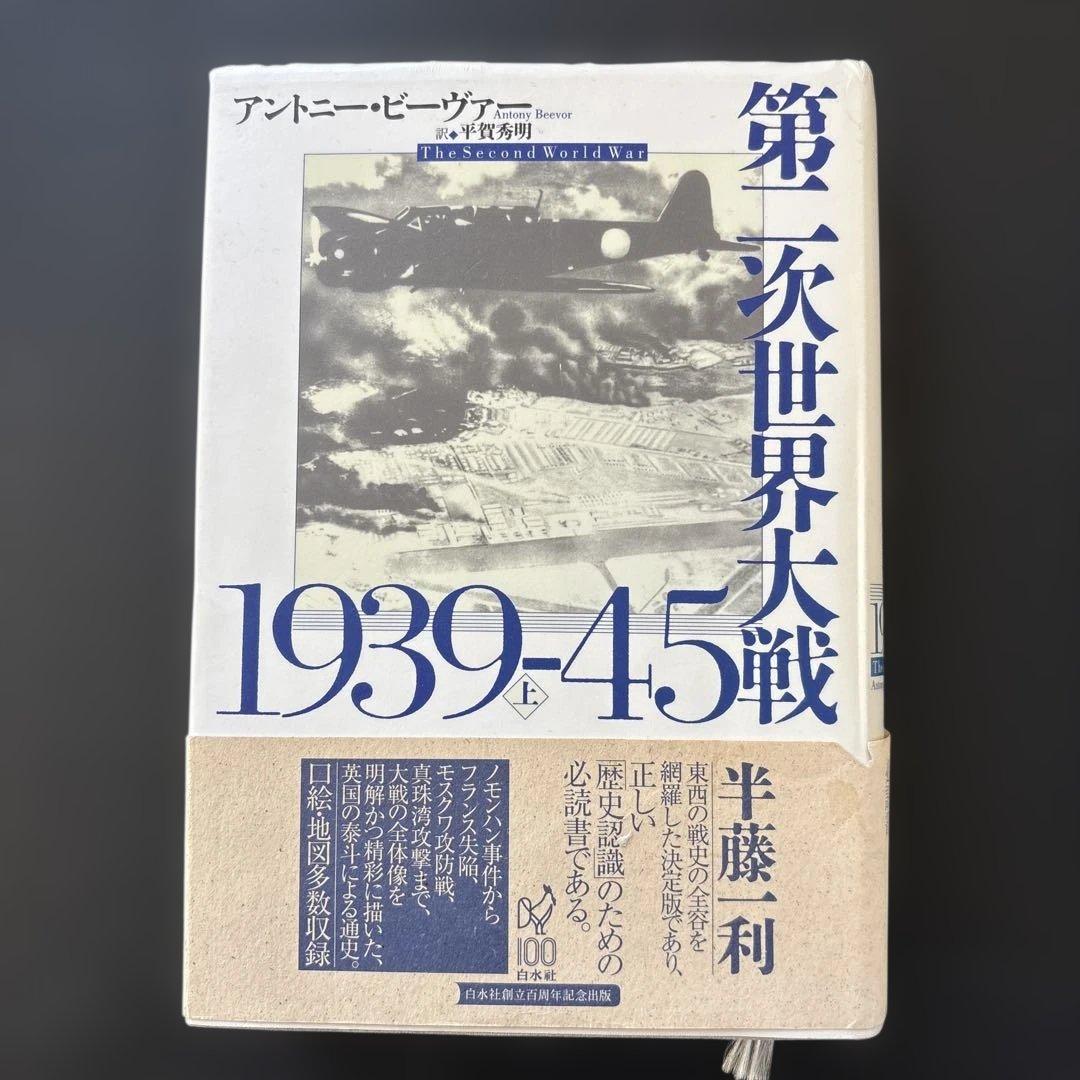 アントニー・ビーヴァー
Antony Beevor
訳◆平賀秀明
The Second World War
第二次世界大戦
1939-45
上
半藤一利
東西の戦史の全容を
網羅した決定版であり、
正しい
「歴史認識」のための
必読書である。
ノモンハン事件から
フランス失陥、
モスクワ攻防戦、
真珠湾攻撃まで、
大戦の全体像を
明解かつ精彩に描いた、
英国の泰斗による通史。
口絵・地図多数収録
100
白水社
白水社創立百周年記念出版